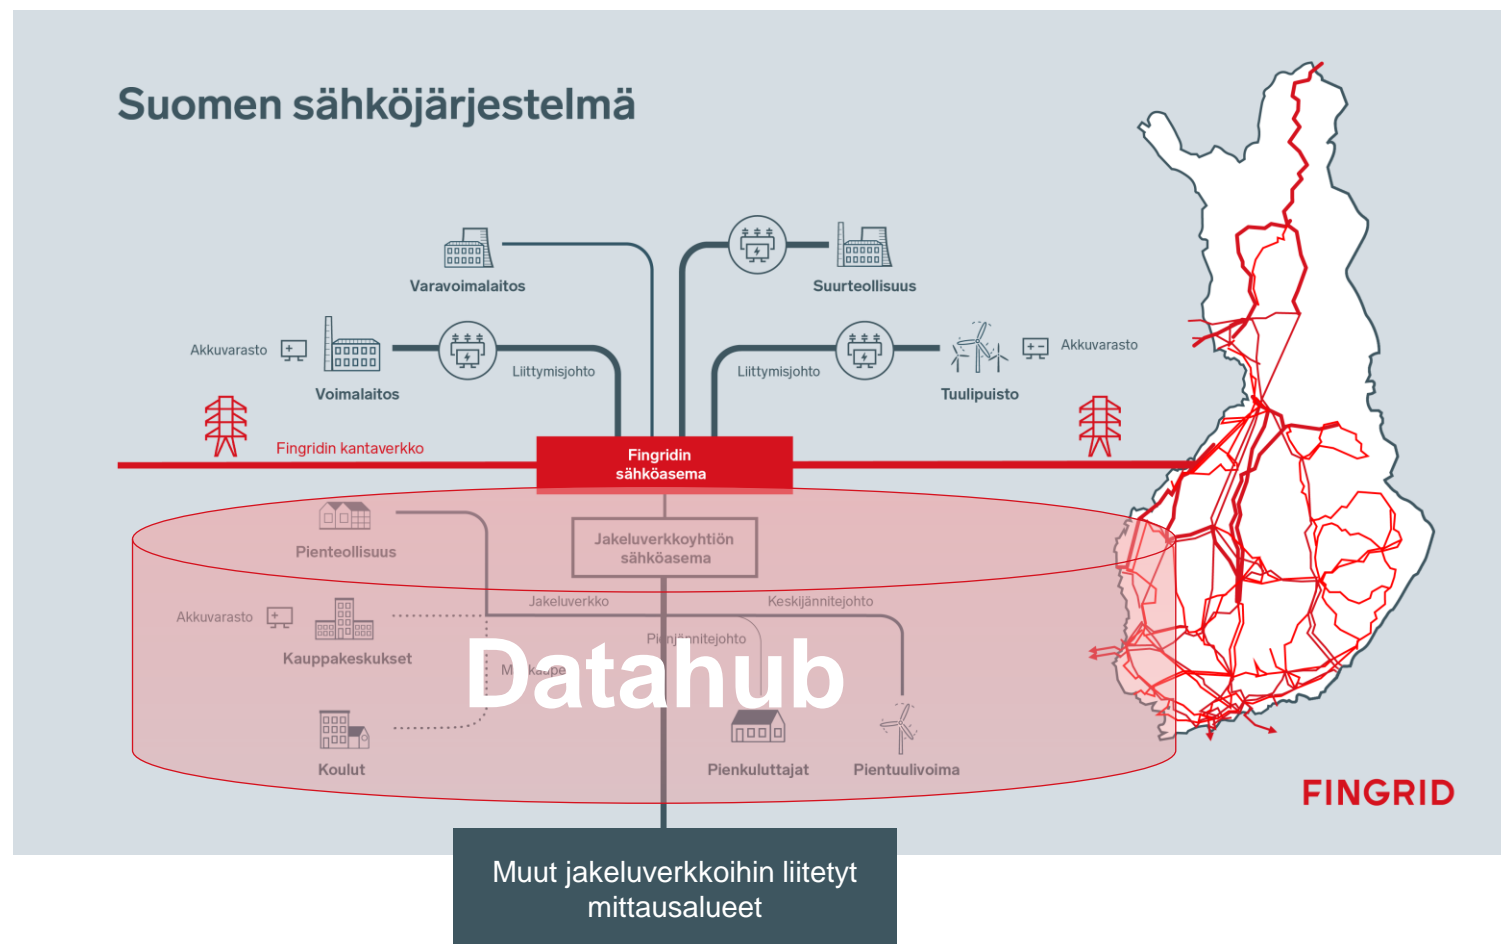 Suomen sähköjärjestelmä
Varavoimalaitos
Suurteollisuus
Akkuvarasto
Voimalaitos
Liittymisjohto
Liittymisjohto
Akkuvarasto
Tuulipuisto
Fingridin kantaverkko
Fingridin
sähköasema
Pienteollisuus
Jakeluverkkoyhtiön
sähköasema
Jakeluverkko
Keskijännitejohto
Akkuvarasto
Kauppakeskukset
Pienjännitejohto
Datahub
Koulut
Pienkuluttajat
Pientuulivoima
FINGRID
Muut jakeluverkkoihin liitetyt
mittausalueet